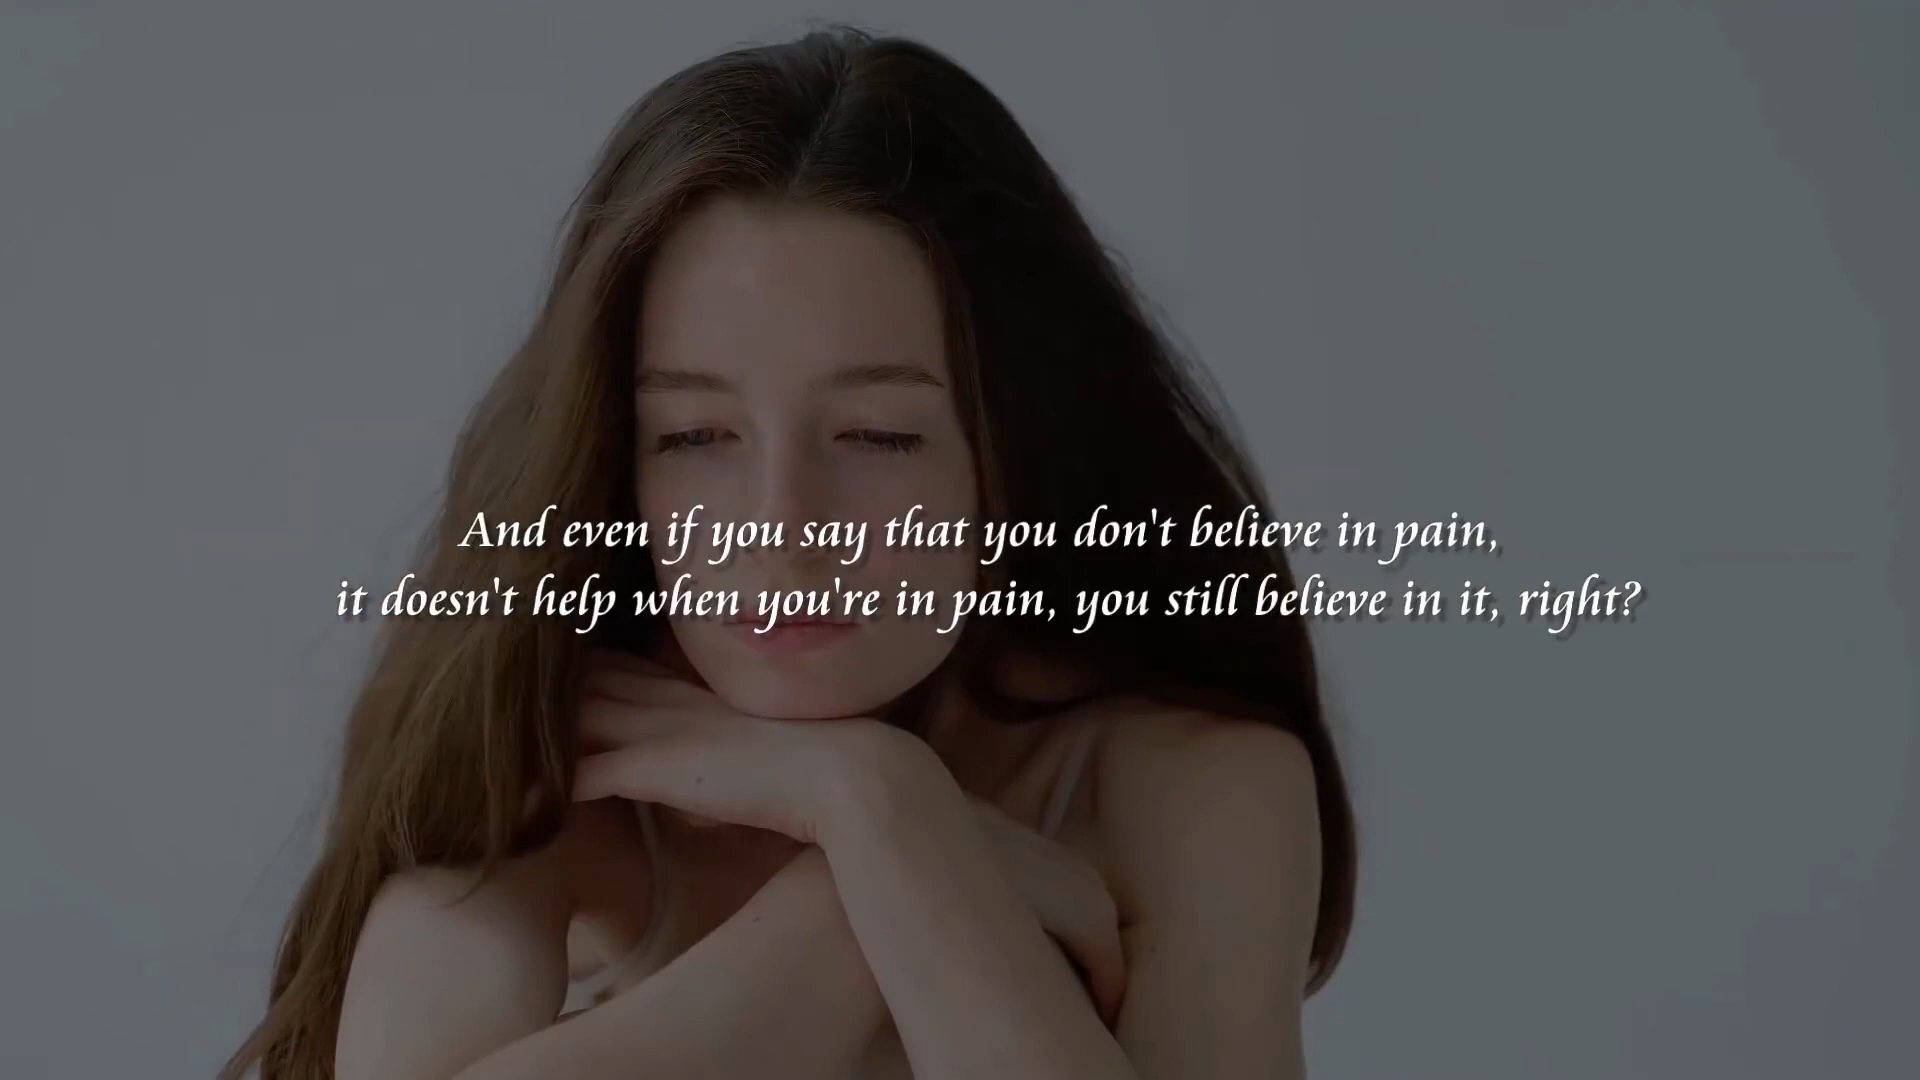 And even if you say that you don't believe in pain,
it doesn't help when you're in pain, you still believe in it, right?